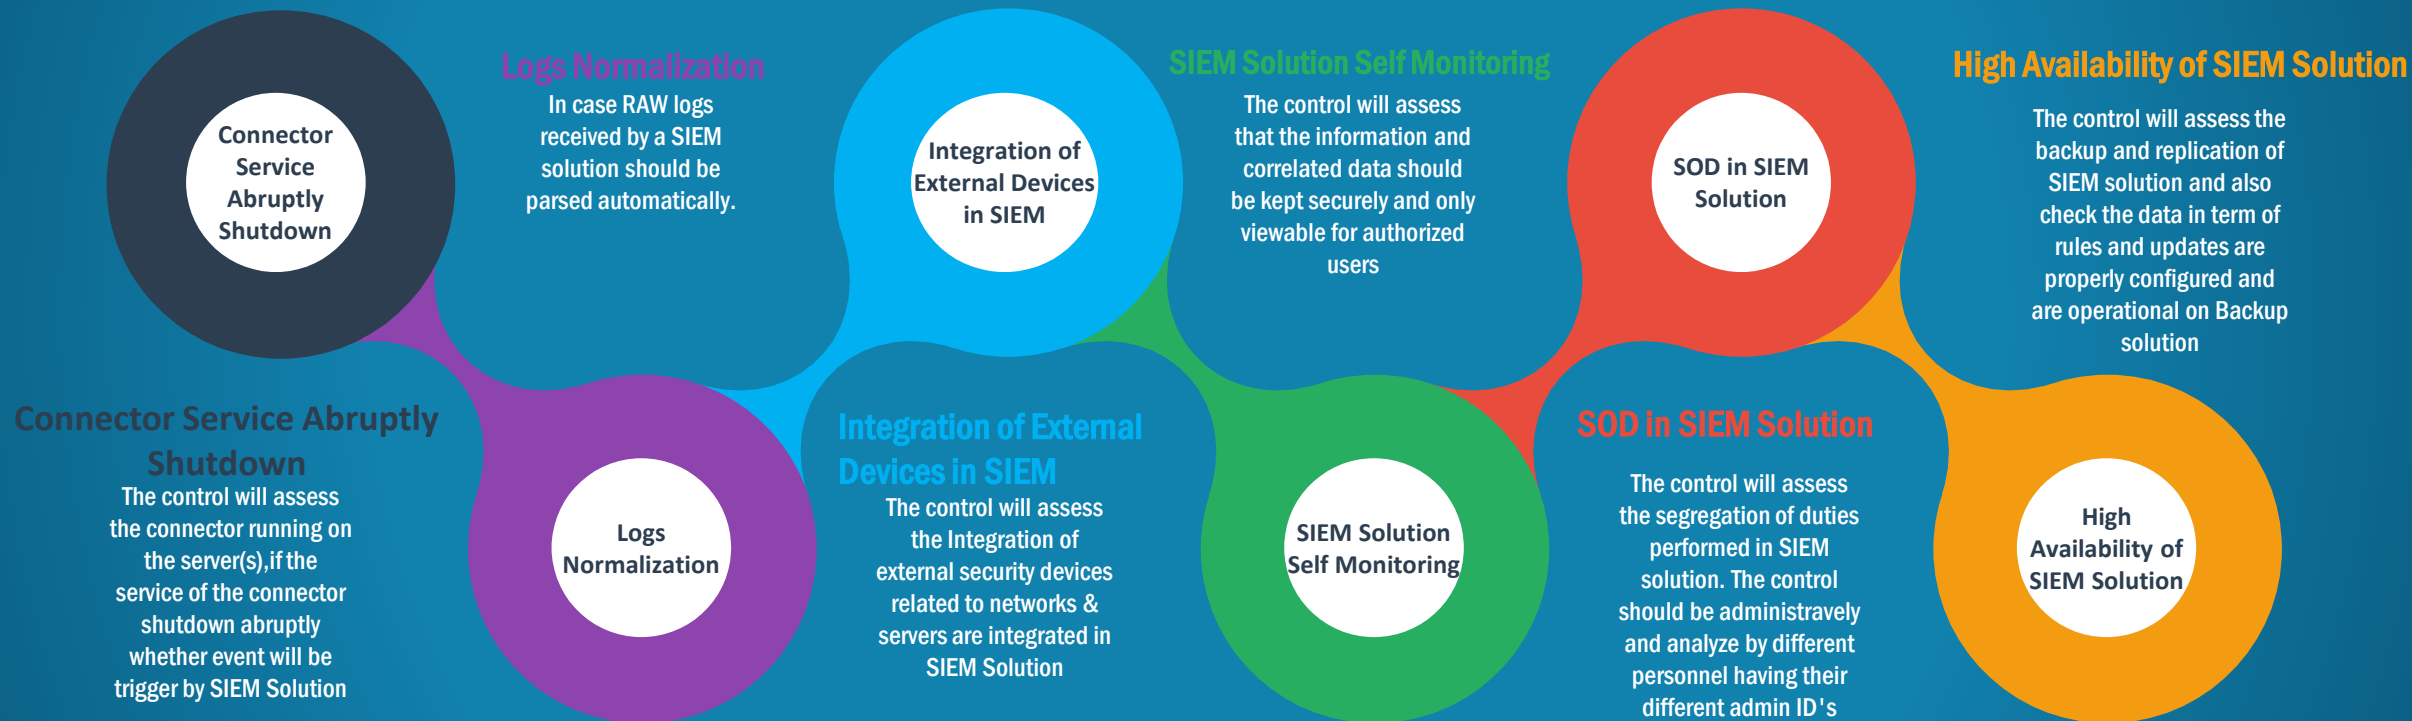 Connector
Service
Abruptly
Shutdown
Connector Service Abruptly
Shutdown
The control will assess
the connector running on
the server(s),if the
service of the connector
shutdown abruptly
whether event will be
trigger by SIEM Solution
Logs Normalization
In case RAW logs
received by a SIEM
solution should be
parsed automatically.
Logs
Normalization
Integration of
External Devices
in SIEM
Integration of External
Devices in SIEM
The control will assess
the Integration of
external security devices
related to networks &
servers are integrated in
SIEM Solution
SIEM Solution Self Monitoring
The control will assess
that the information and
correlated data should
be kept securely and only
viewable for authorized
users
SIEM Solution
Self Monitoring
SOD in SIEM
Solution
SOD in SIEM Solution
The control will assess
the segregation of duties
performed in SIEM
solution. The control
should be administravely
and analyze by different
personnel having their
different admin ID's
High Availability of SIEM Solution
The control will assess the
backup and replication of
SIEM solution and also
check the data in term of
rules and updates are
properly configured and
are operational on Backup
solution
High
Availability of
SIEM Solution